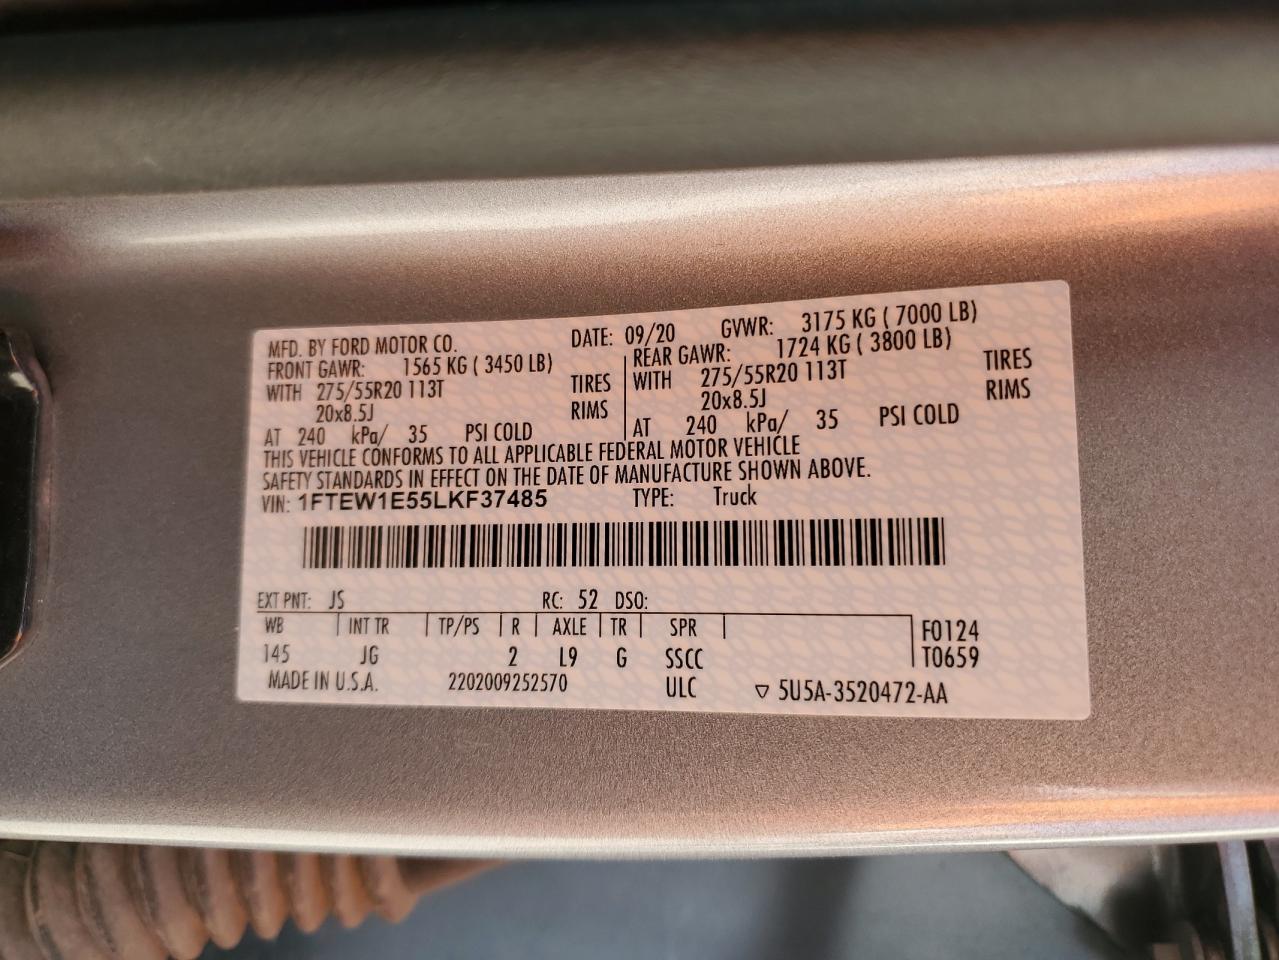 MFD. BY FORD MOTOR CO. DATE: 09/20 GVWR: 3175 KG ( 7000 LB)
FRONT GAWR: 1565 KG ( 3450 LB) REAR GAWR: 1724 KG ( 3800 LB)
WITH 275/55R20 113T TIRES WITH 275/55R20 113T TIRES
20x8.5J RIMS 20x8.5J RIMS
AT 240 kPa/ 35 PSI COLD AT 240 kPa/ 35 PSI COLD
THIS VEHICLE CONFORMS TO ALL APPLICABLE FEDERAL MOTOR VEHICLE
SAFETY STANDARDS IN EFFECT ON THE DATE OF MANUFACTURE SHOWN ABOVE.
VIN: 1FTEW1E55LKF37485 TYPE: Truck
EXT PNT: JS RC: 52 DSO:
WB INT TR TP/PS R AXLE TR SPR F0124
145 JG 2 L9 G SSCC T0659
MADE IN U.S.A. 2202009252570 ULC ▽ 5U5A-3520472-AA